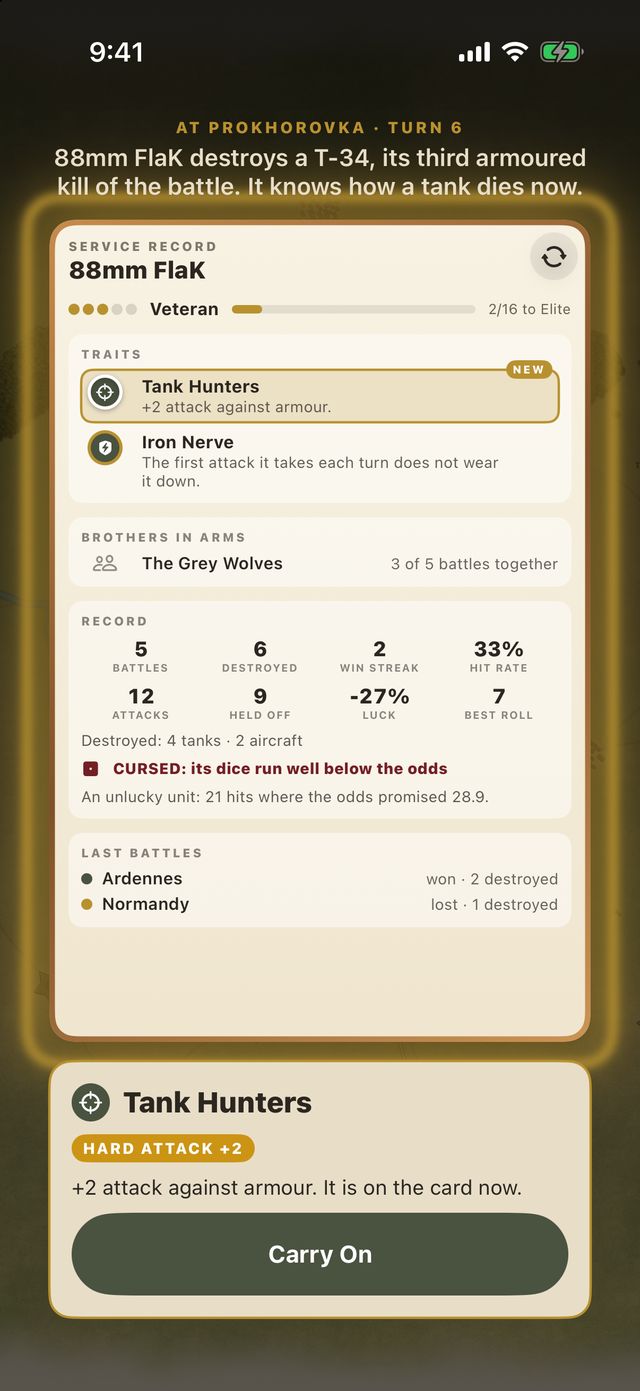 9:41
AT PROKHOROVKA · TURN 6
88mm FlaK destroys a T-34, its third armoured
kill of the battle. It knows how a tank dies now.
SERVICE RECORD
88mm FlaK
Veteran 2/16 to Elite
TRAITS
NEW
Tank Hunters
+2 attack against armour.
Iron Nerve
The first attack it takes each turn does not wear
it down.
BROTHERS IN ARMS
The Grey Wolves 3 of 5 battles together
RECORD
5 6 2 33%
BATTLES DESTROYED WIN STREAK HIT RATE
12 9 -27% 7
ATTACKS HELD OFF LUCK BEST ROLL
Destroyed: 4 tanks · 2 aircraft
CURSED: its dice run well below the odds
An unlucky unit: 21 hits where the odds promised 28.9.
LAST BATTLES
Ardennes won · 2 destroyed
Normandy lost · 1 destroyed
Tank Hunters
HARD ATTACK +2
+2 attack against armour. It is on the card now.
Carry On